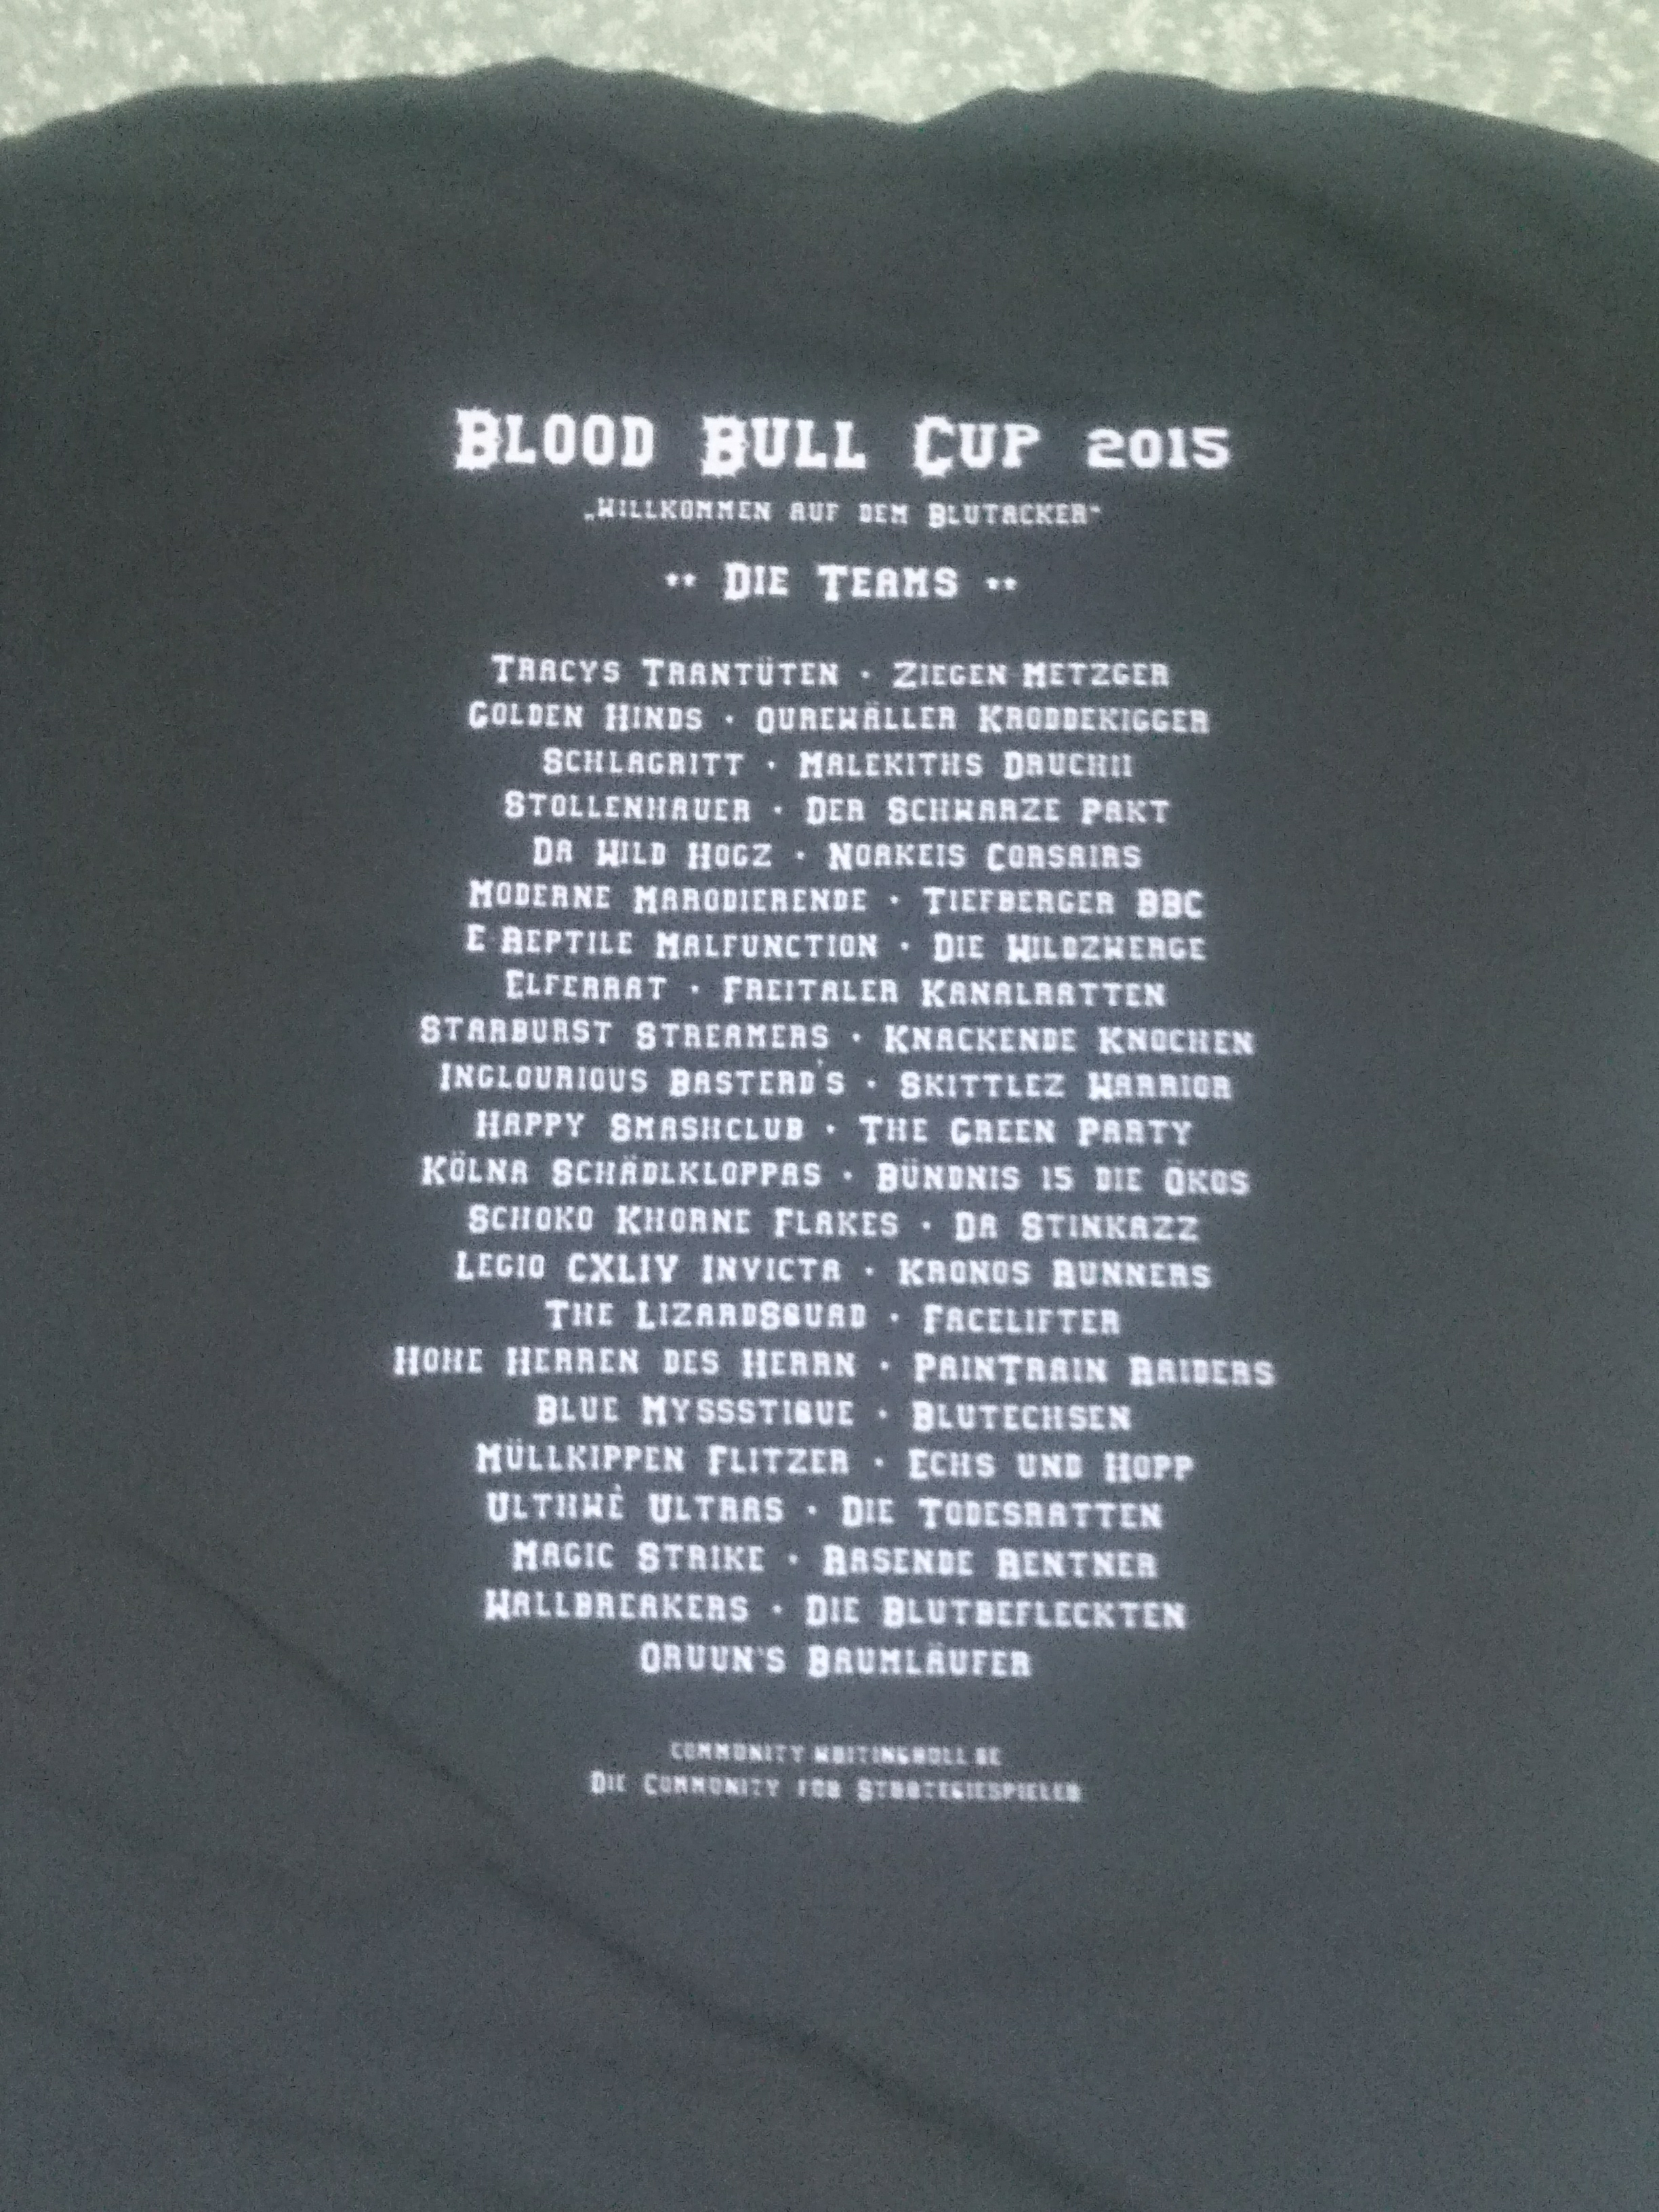 Blood Bull Cup 2015
„Willkommen auf dem Blutacker"
** Die Teams **
Tracys Trantüten · Ziegen Metzger
Golden Hinds · Ourewäller Kroddekigger
Schlagritt · Malekiths Druchii
Stollenhauer · Der Schwarze Pakt
Da Wild Hogz · Norkeis Corsairs
Moderne Marodierende · Tiefberger BBC
E-Reptile Malfunction · Die Wildzwerge
Elferrat · Freitaler Kanalratten
Starburst Streamers · Knackende Knochen
Inglourious Basterd's · Skittlez Warrior
Happy Smashclub · The Green Party
Kölna Schädlkloppas · Bündnis 15 die Ökos
Schoko Khorne Flakes · Da Stinkazz
Legio CXLIV Invicta · Kronos Runners
The LizardSquad · Facelifter
Hohe Herren des Herrn · PainTrain Raiders
Blue Myssstique · Blutechsen
Müllkippen Flitzer · Echs und Hopp
Ulthwè Ultras · Die Todesratten
Magic Strike · Rasende Rentner
Wallbreakers · Die Blutbefleckten
Oruun's Baumläufer
community
Die Community for Strategiespieler